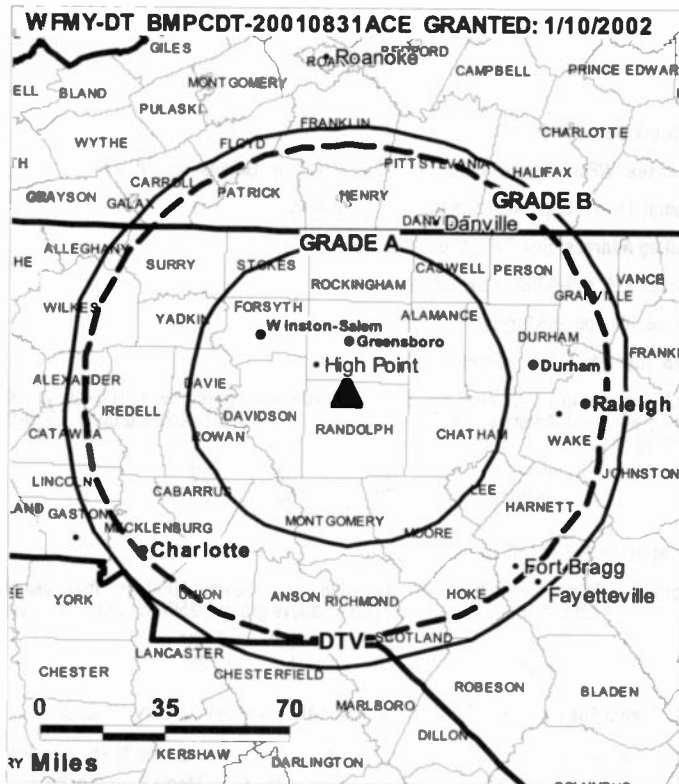 WFMY-DT BMPCDT-20010831ACE GRANTED: 1/10/2002
GILES
Roanoke
BEDFORD
CAMPBELL
PRINCE EDWAR
ELL
BLAND
MONTGOMERY
PULASKI
FRANKLIN
WYTHE
FLOYD
CHARLOTTE
TH
PITTSYLVANIA
HALIFAX
CARROLL
GRAYSON
PATRICK
HENRY
GALAX
GRADE B
DANV
Danville
GRADE A
ALLEGHANY
HE
SURRY
STOKES
CASWELL
PERSON
ROCKINGHAM
VANCE
GRANVILLE
WILKES
FORSYTH
YADKIN
ALAMANCE
Winston-Salem
Greensboro
DURHAM
FRANKL
High Point
Durham
ALEXANDER
DAVIE
IREDELL
DAVIDSON
Raleigh
CATAWBA
ROWAN
RANDOLPH
CHATHAM
WAKE
JOHNSTON
LINCOLN
LEE
CABARRUS
HARNETT
LAND
GASTON
MONTGOMERY
MECKLENBURG
MOORE
Charlotte
Fort Bragg
EE
YORK
UNION
ANSON
RICHMOND
HOKE
Fayetteville
DTV
SCOTLAND
LANCASTER
CHESTER
CHESTERFIELD
ROBESON
BLADEN
0 35 70
MARLBORO
DILLON
RY
Miles
KERSHAW
DARLINGTON